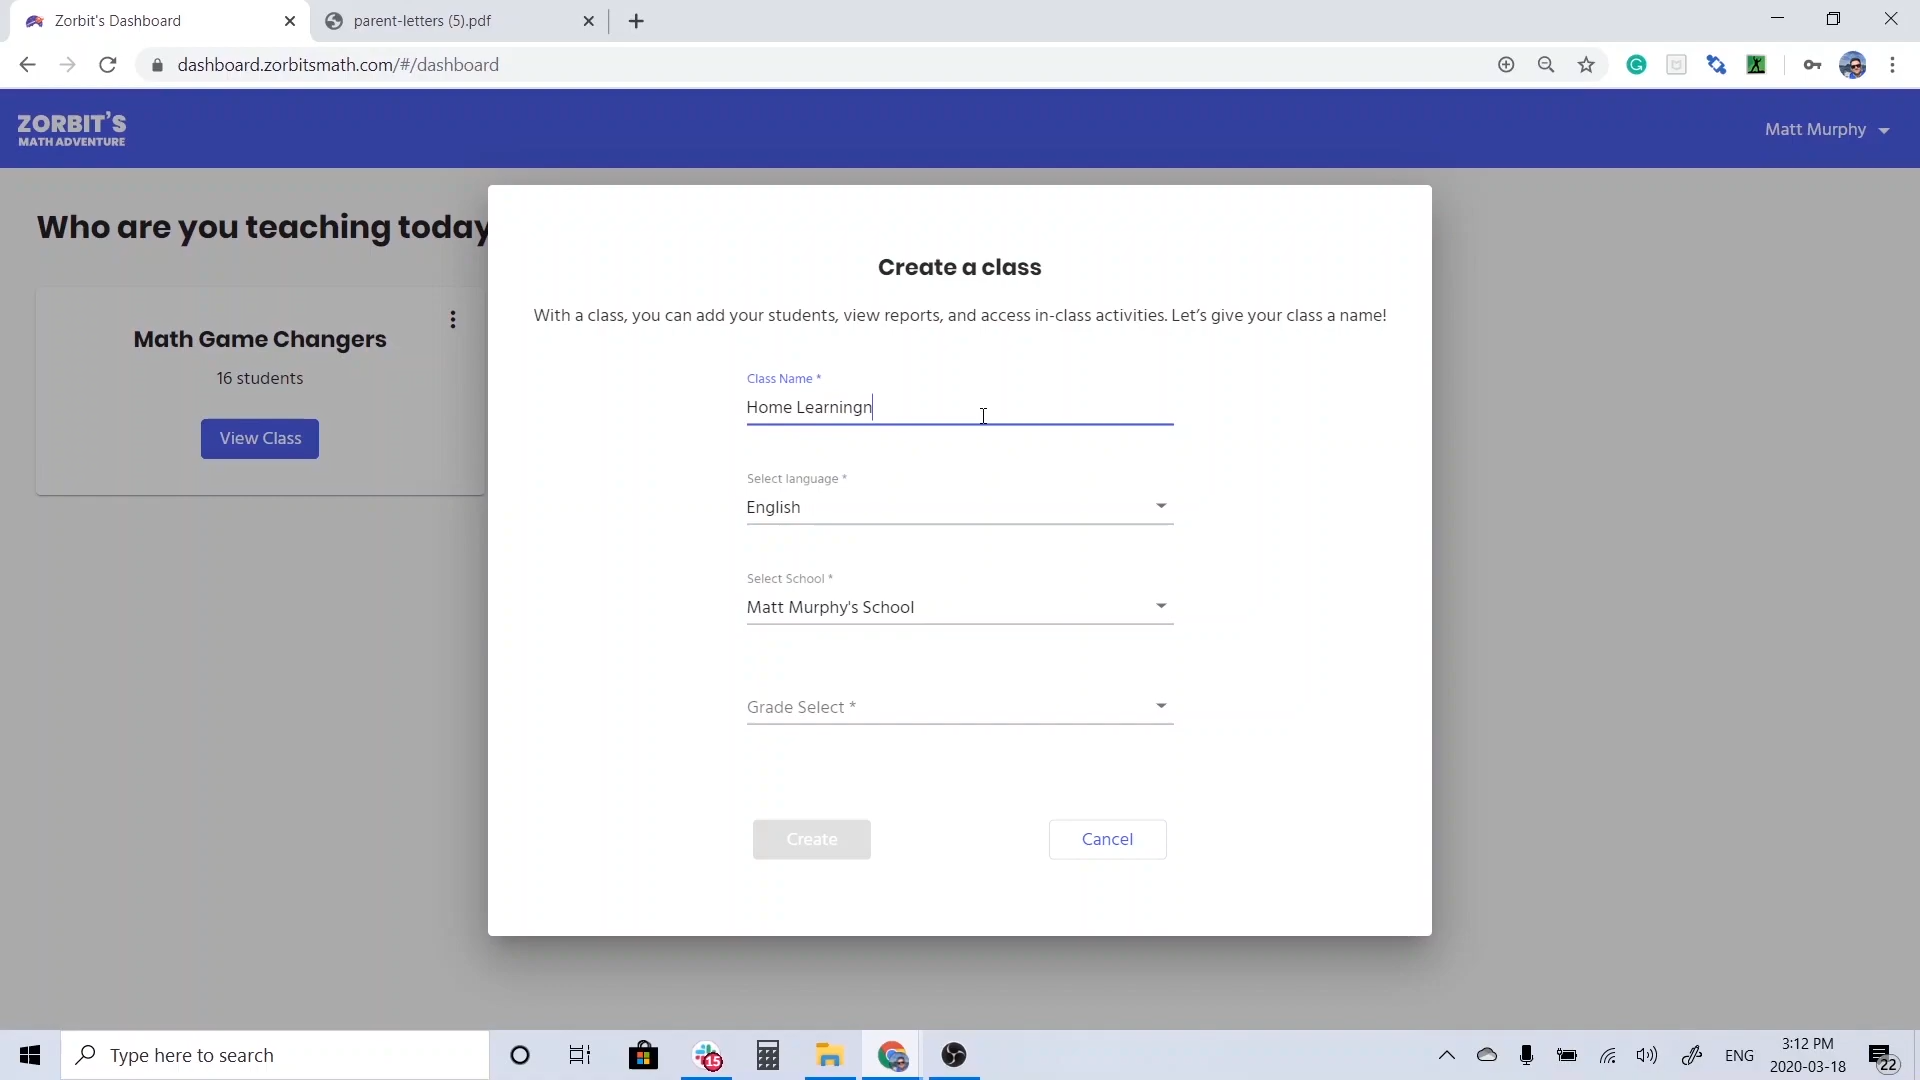 Zorbit's Dashboard
parent-letters (5).pdf
dashboard.zorbitsmath.com/#/dashboard
ZORBIT'S
MATH ADVENTURE
Matt Murphy
Who are you teaching today
Math Game Changers
16 students
View Class
Create a class
With a class, you can add your students, view reports, and access in-class activities. Let's give your class a name!
Class Name *
Home Learningn
Select language *
English
Select School *
Matt Murphy's School
Grade Select *
Create
Cancel
Type here to search
15
ENG
3:12 PM
2020-03-18
22